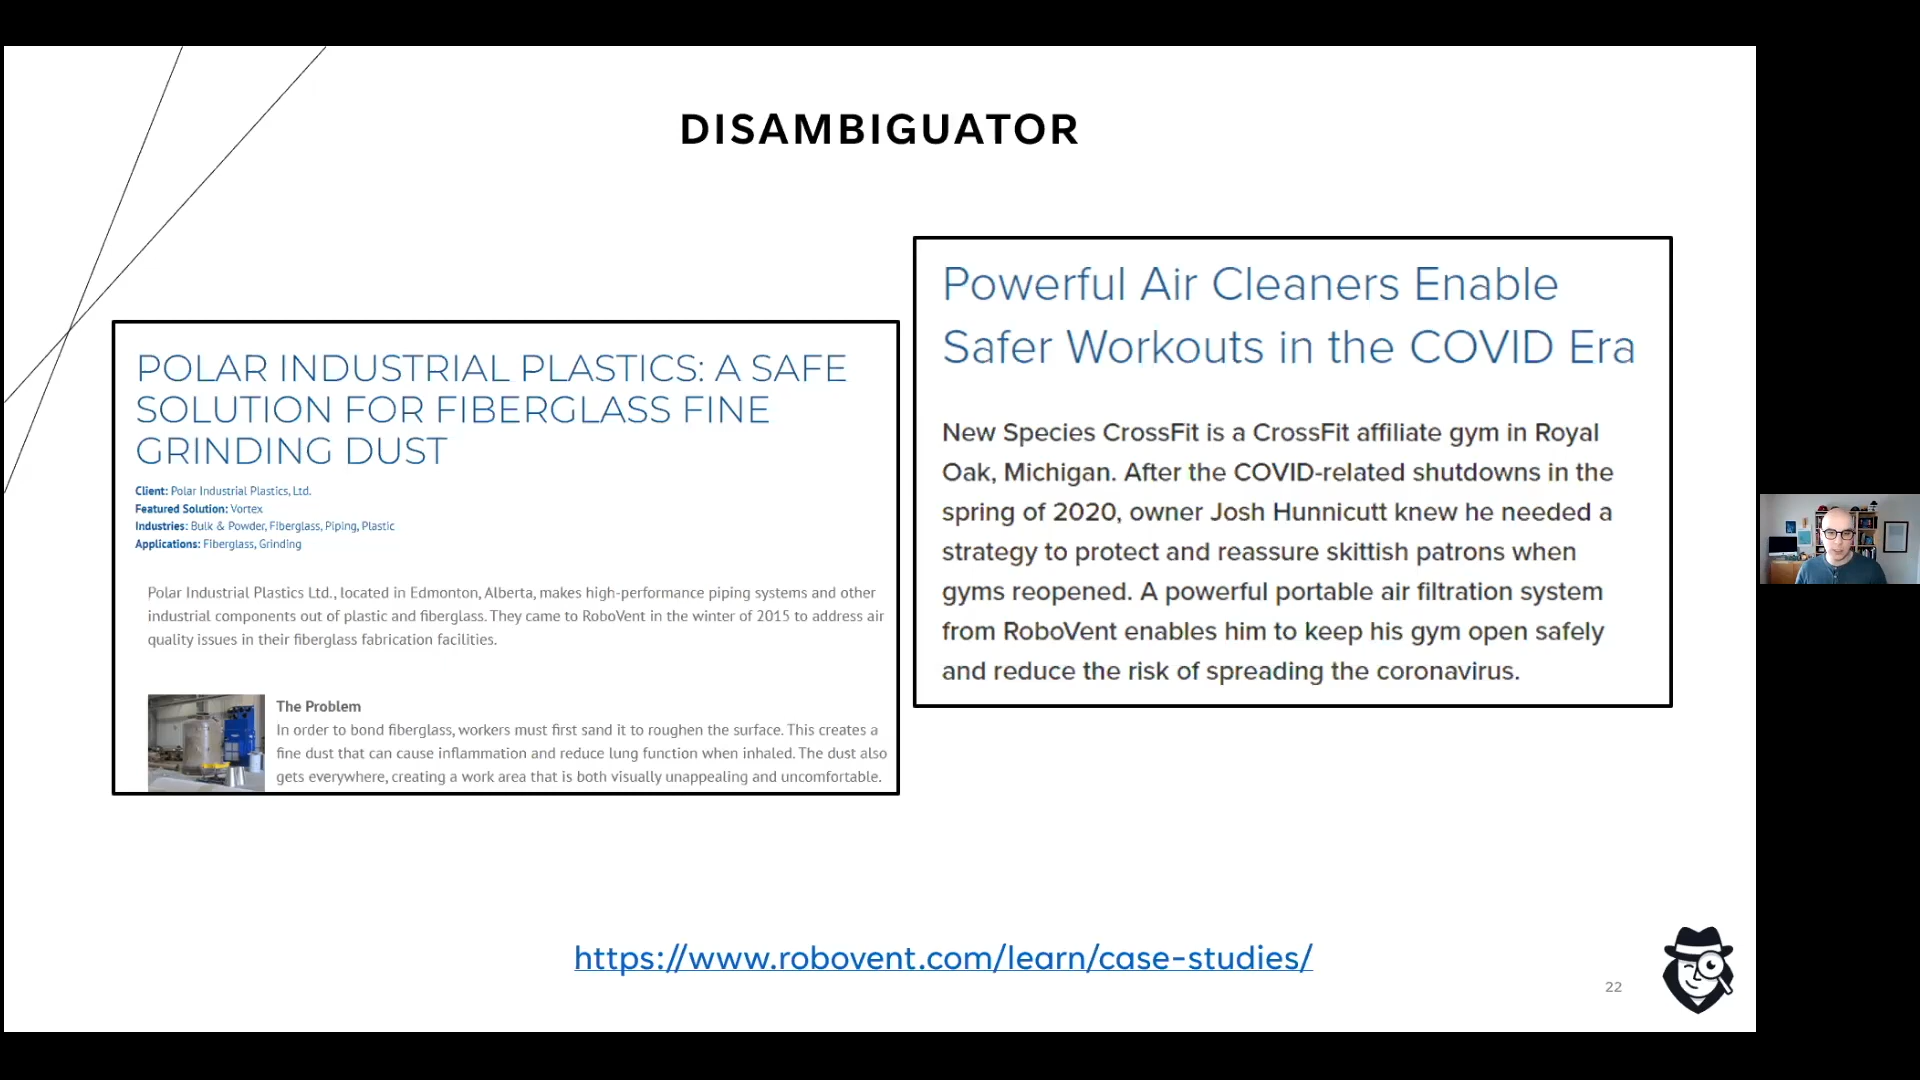 DISAMBIGUATOR
POLAR INDUSTRIAL PLASTICS: A SAFE
SOLUTION FOR FIBERGLASS FINE
GRINDING DUST
Client: Polar Industrial Plastics, Ltd.
Featured Solution: Vortex
Industries: Bulk & Powder, Fiberglass, Piping, Plastic
Applications: Fiberglass, Grinding
Polar Industrial Plastics Ltd., located in Edmonton, Alberta, makes high-performance piping systems and other
industrial components out of plastic and fiberglass. They came to RoboVent in the winter of 2015 to address air
quality issues in their fiberglass fabrication facilities.
The Problem
In order to bond fiberglass, workers must first sand it to roughen the surface. This creates a
fine dust that can cause inflammation and reduce lung function when inhaled. The dust also
gets everywhere, creating a work area that is both visually unappealing and uncomfortable.
Powerful Air Cleaners Enable
Safer Workouts in the COVID Era
New Species CrossFit is a CrossFit affiliate gym in Royal
Oak, Michigan. After the COVID-related shutdowns in the
spring of 2020, owner Josh Hunnicutt knew he needed a
strategy to protect and reassure skittish patrons when
gyms reopened. A powerful portable air filtration system
from RoboVent enables him to keep his gym open safely
and reduce the risk of spreading the coronavirus.
https://www.robovent.com/learn/case-studies/
22